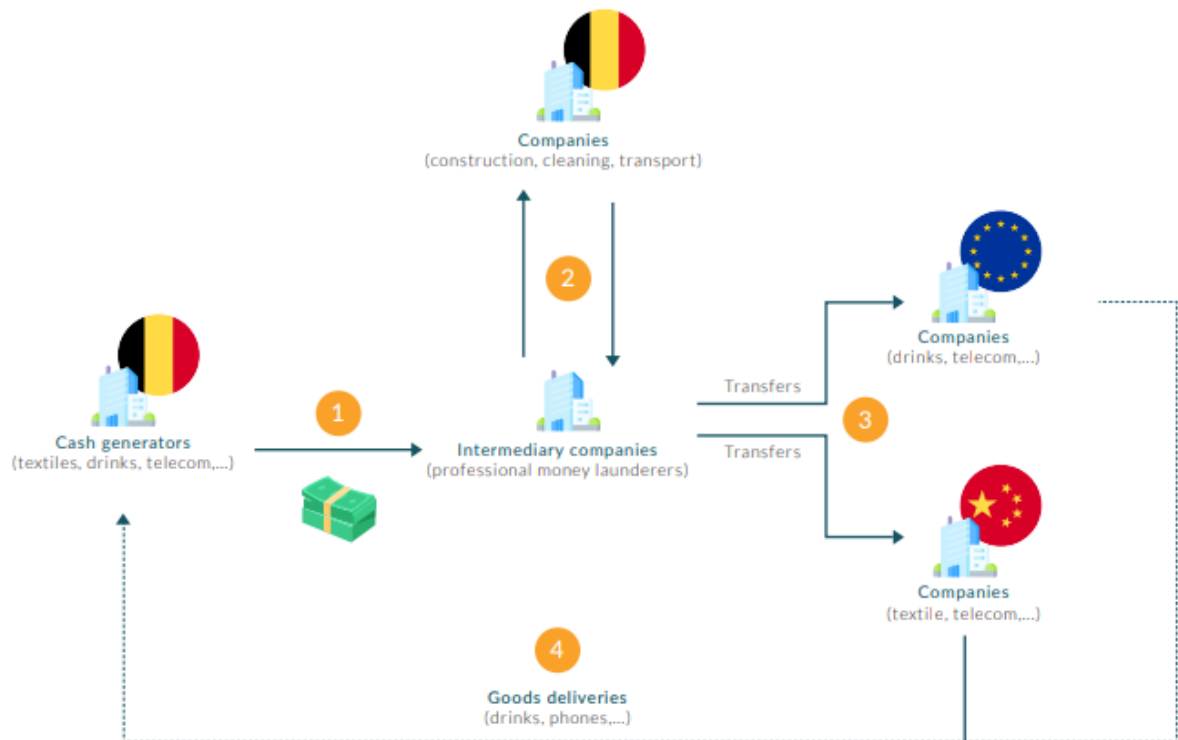 Companies
(construction, cleaning, transport)
2
Companies
(drinks, telecom,...)
1
Cash generators
(textiles, drinks, telecom,...)
Intermediary companies
(professional money launderers)
Transfers
3
Transfers
Companies
(textile, telecom,...)
4
Goods deliveries
(drinks, phones,...)